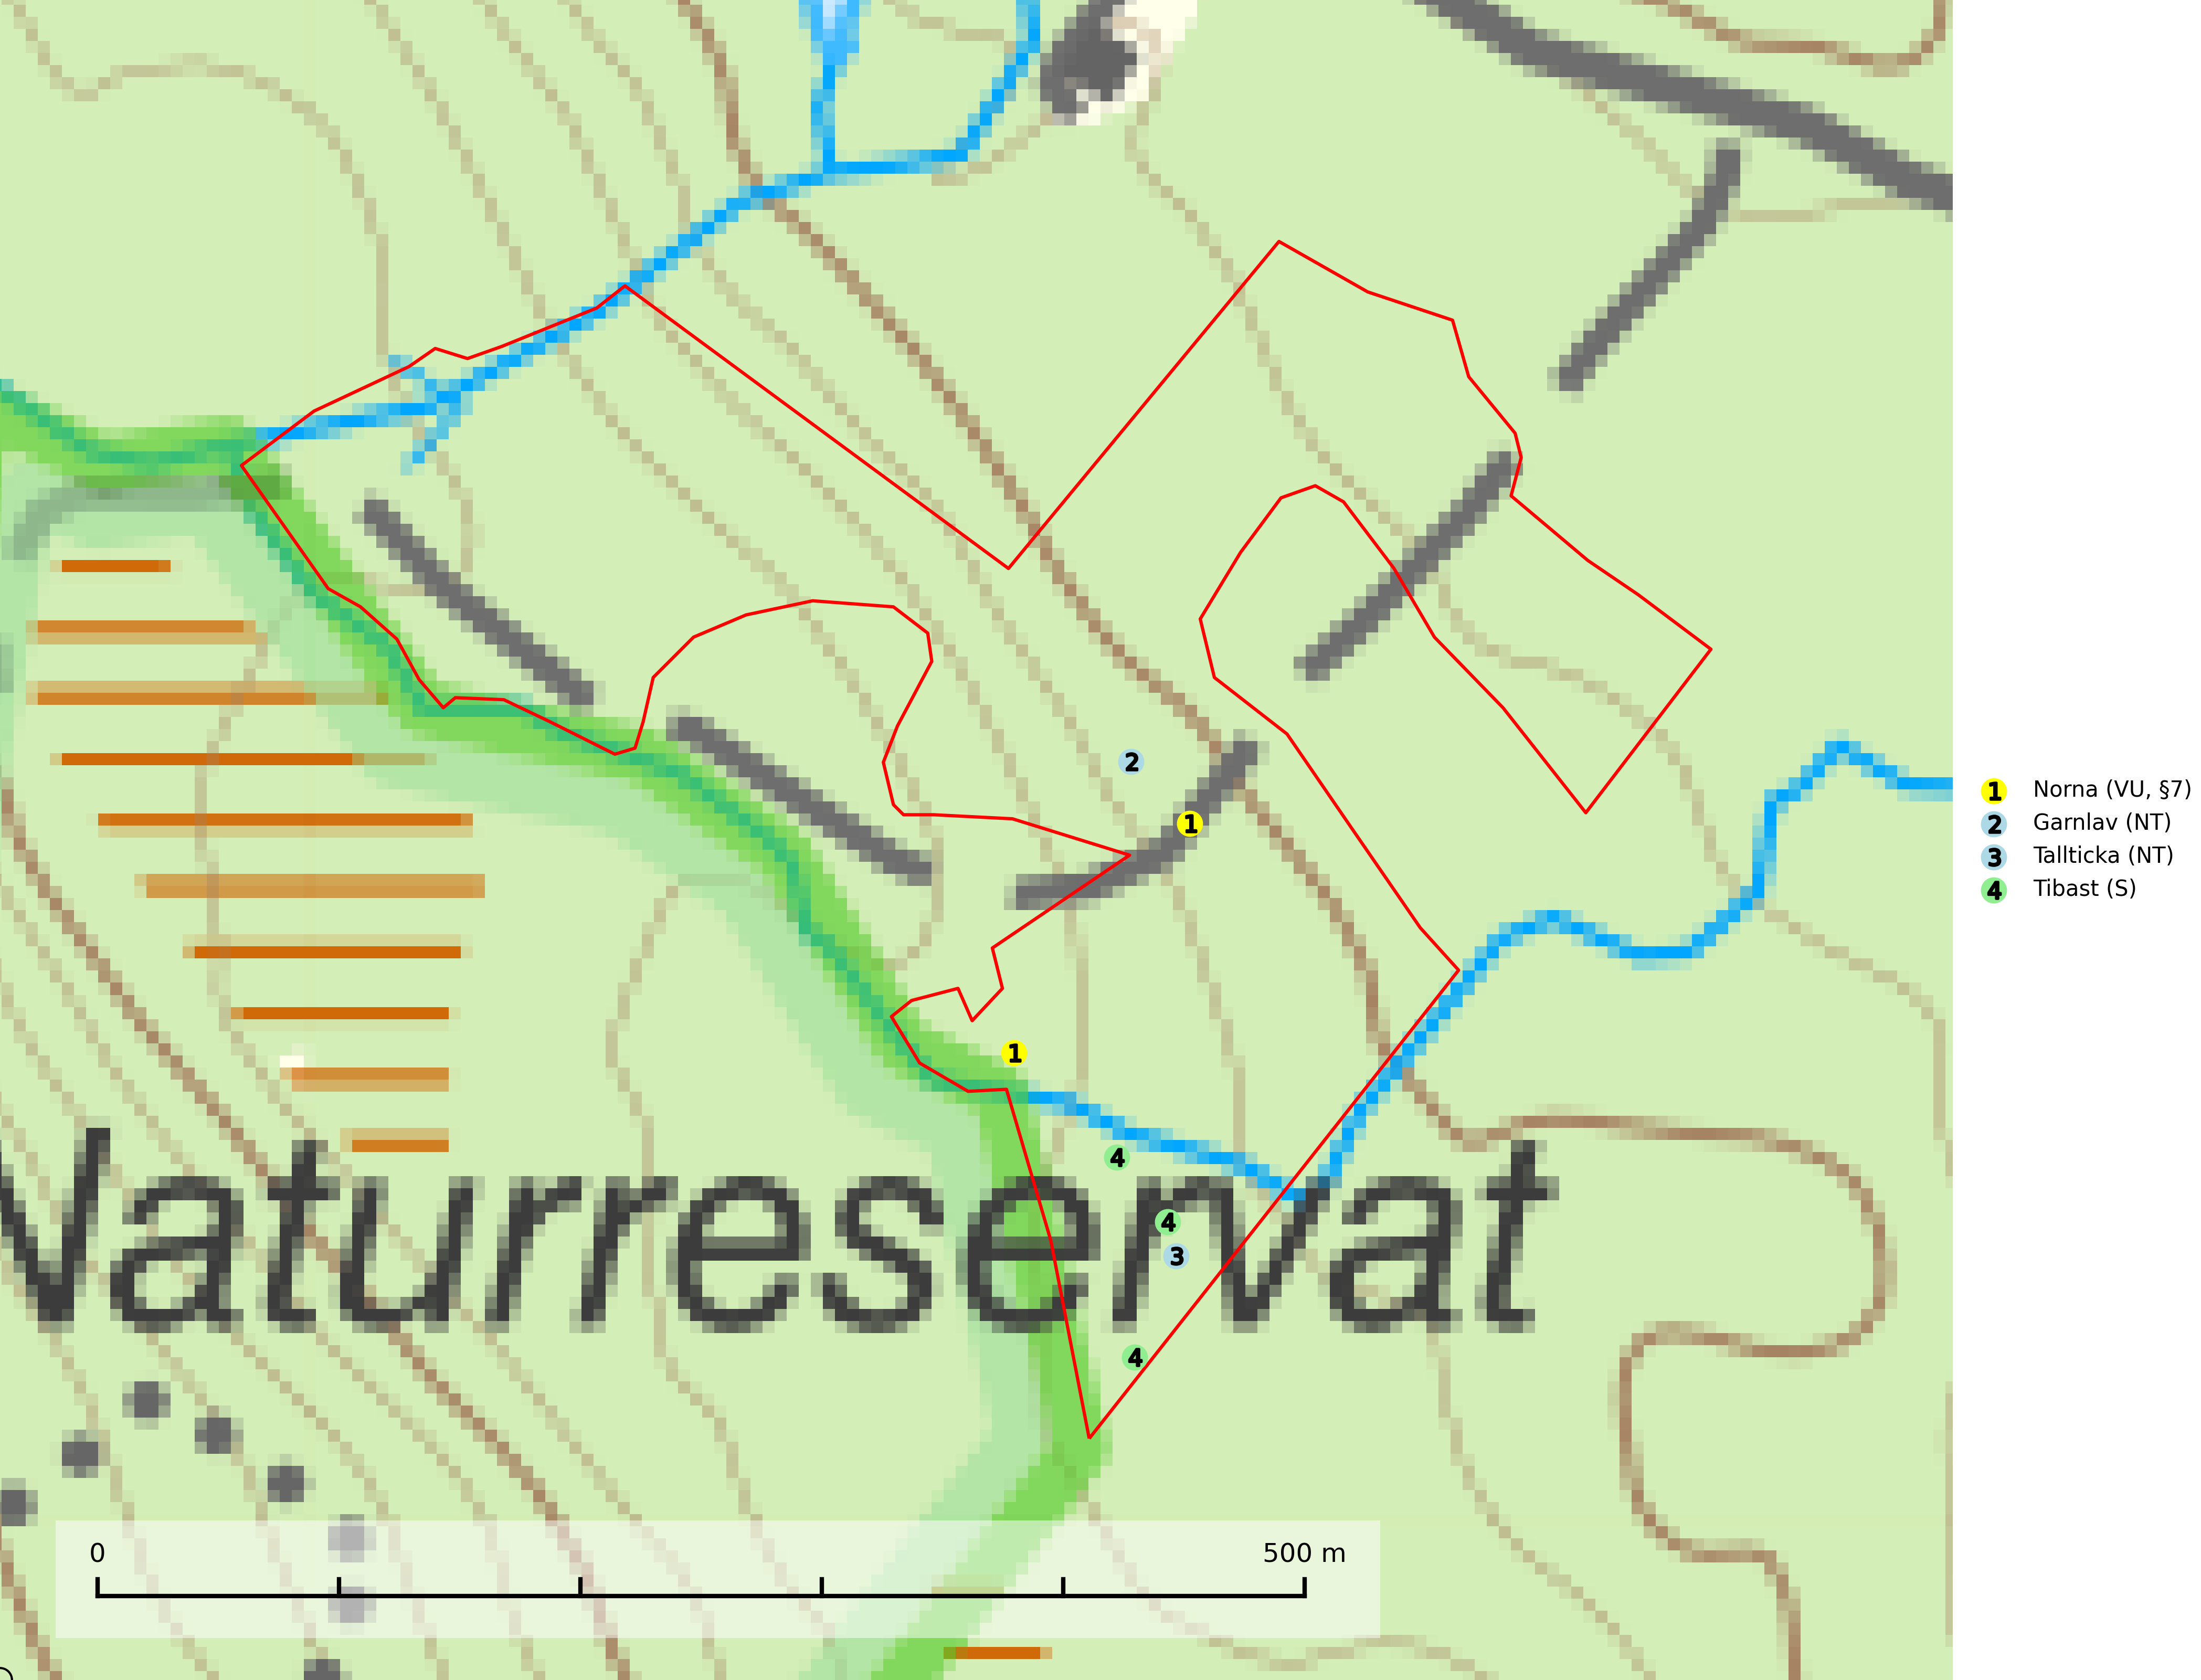 2
1
1 Norna (VU, §7)
2 Garnlav (NT)
3 Tallticka (NT)
4 Tibast (S)
1
4
Naturreservat
4
3
4
0 500 m